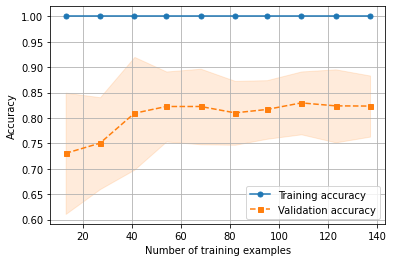 1.00
0.95
0.90
0.85
0.80
0.75
0.70
0.65
0.60
Accuracy
20 40 60 80 100 120 140
Number of training examples
Training accuracy
Validation accuracy